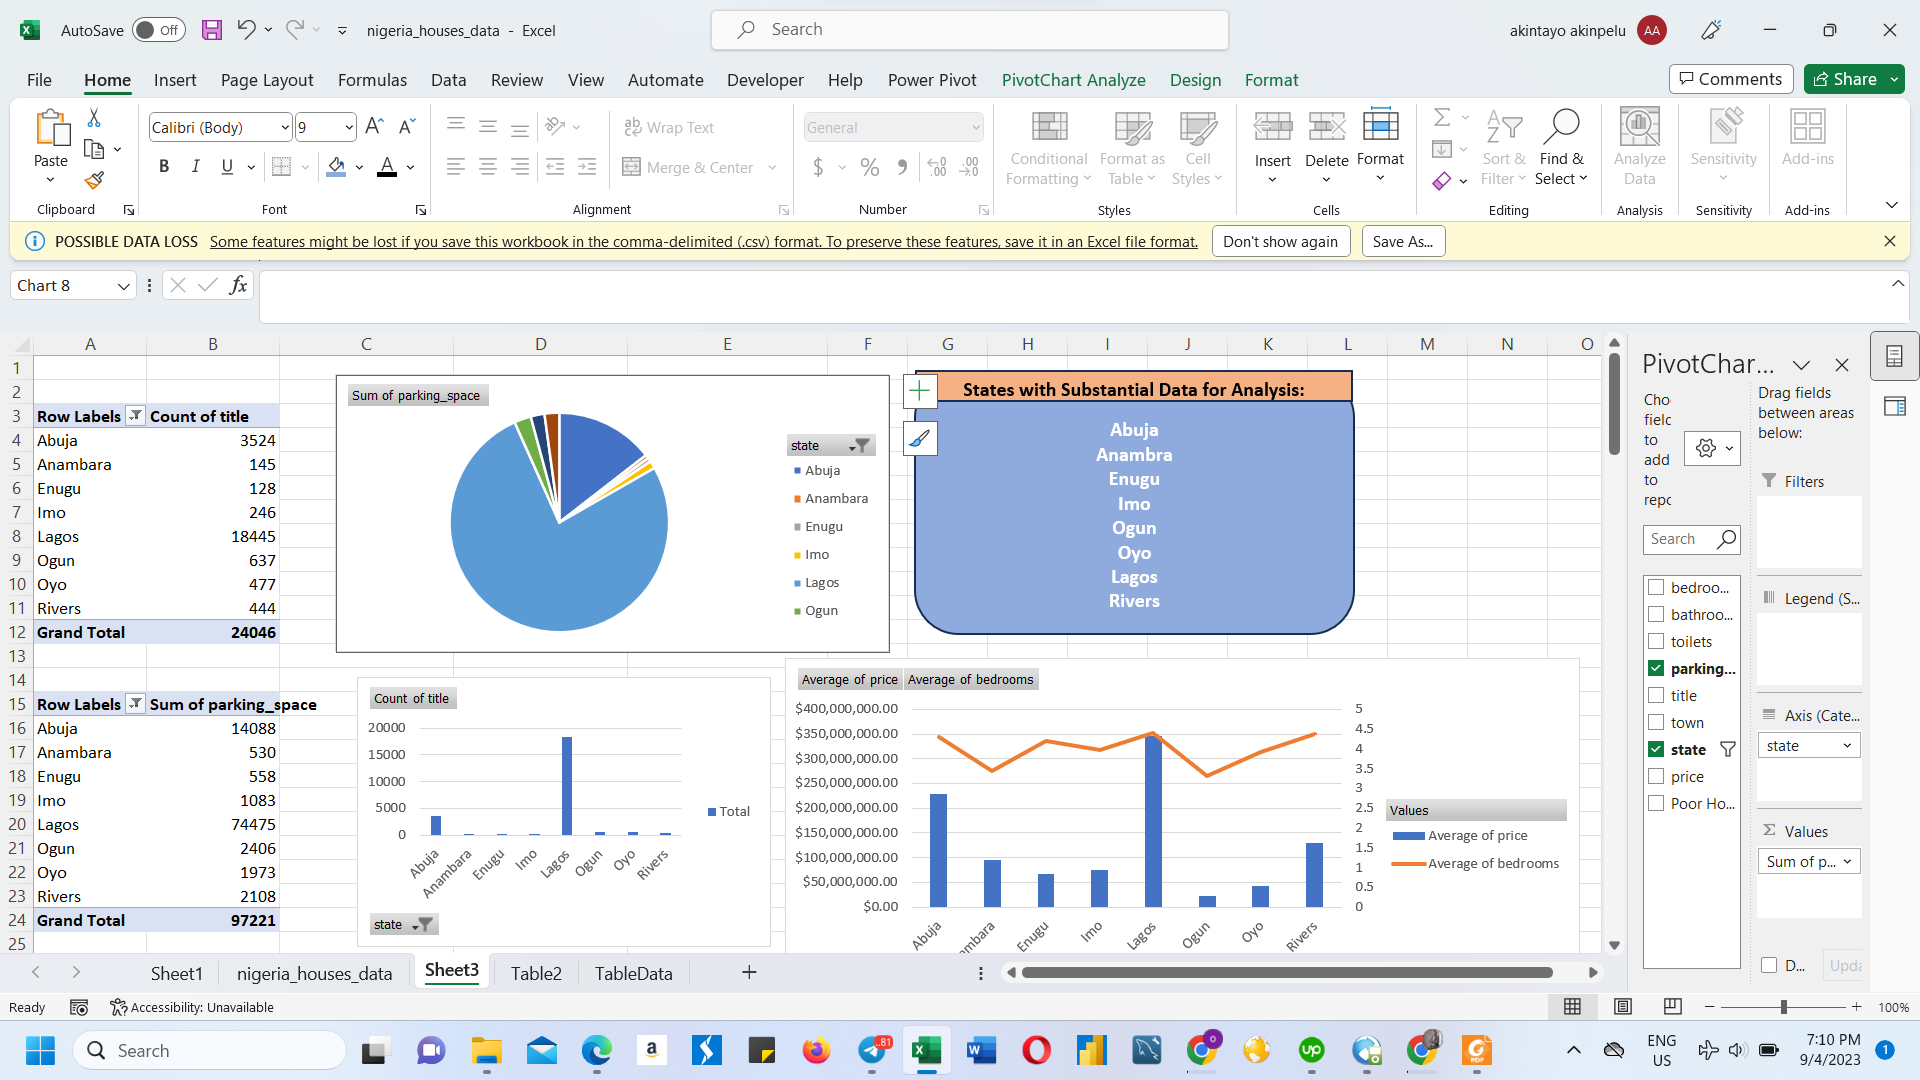 AutoSave Off nigeria_houses_data - Excel Search akintayo akinpelu AA
File Home Insert Page Layout Formulas Data Review View Automate Developer Help Power Pivot PivotChart Analyze Design Format Comments Share
Paste
Calibri (Body) 9
B I U A
Wrap Text
Merge & Center
General
$ %
Conditional Formatting
Format as Table
Cell Styles
Insert Delete Format
Sort & Filter
Find & Select
Analyze Data
Sensitivity
Add-ins
Clipboard Font Alignment Number Styles Cells Editing Analysis Sensitivity Add-ins
POSSIBLE DATA LOSS Some features might be lost if you save this workbook in the comma-delimited (.csv) format. To preserve these features, save it in an Excel file format. Don't show again Save As...
Chart 8 fx
A B C D E F G H I J K L M N O
1
2
3 Row Labels Count of title
4 Abuja 3524
5 Anambara 145
6 Enugu 128
7 Imo 246
8 Lagos 18445
9 Ogun 637
10 Oyo 477
11 Rivers 444
12 Grand Total 24046
13
14
15 Row Labels Sum of parking_space
16 Abuja 14088
17 Anambara 530
18 Enugu 558
19 Imo 1083
20 Lagos 74475
21 Ogun 2406
22 Oyo 1973
23 Rivers 2108
24 Grand Total 97221
25
Sum of parking_space
state
Abuja
Anambara
Enugu
Imo
Lagos
Ogun
States with Substantial Data for Analysis:
Abuja
Anambra
Enugu
Imo
Ogun
Oyo
Lagos
Rivers
Count of title
20000
15000
10000
5000
0
Abuja Anambara Enugu Imo Lagos Ogun Oyo Rivers
Total
state
Average of price Average of bedrooms
$400,000,000.00 5
$350,000,000.00 4.5
$300,000,000.00 4
$250,000,000.00 3.5
$200,000,000.00 3
$150,000,000.00 2.5
$100,000,000.00 2
$50,000,000.00 1.5
$0.00 1
0.5
0
Abuja mbara Enugu Imo Lagos Ogun Oyo Rivers
Values
Average of price
Average of bedrooms
PivotChar...
Cho
fielc
to
add
to
repc
Search
bedroo...
bathroo...
toilets
parking...
title
town
state
price
Poor Ho...
Drag fields
between areas
below:
Filters
Legend (S...
Axis (Cate...
state
Values
Sum of p...
D... Upda
Sheet1 nigeria_houses_data Sheet3 Table2 TableData
Ready Accessibility: Unavailable 100%
Search
a
..81
X
W
up
PDF
ENG
US
7:10 PM
9/4/2023
1